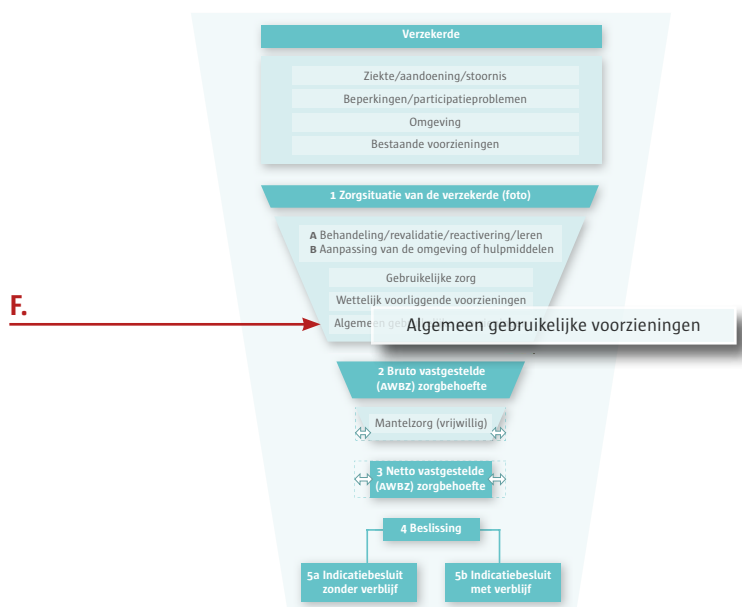 Verzekerde
Ziekte/aandoening/stoornis
Beperkingen/participatieproblemen
Omgeving
Bestaande voorzieningen
1 Zorgsituatie van de verzekerde (foto)
A Behandeling/revalidatie/reactivering/leren
B Aanpassing van de omgeving of hulpmiddelen
Gebruikelijke zorg
Wettelijk voorliggende voorzieningen
F.
Algemeen
Algemeen gebruikelijke voorzieningen
2 Bruto vastgestelde
(AWBZ) zorgbehoefte
Mantelzorg (vrijwillig)
3 Netto vastgestelde
(AWBZ) zorgbehoefte
4 Beslissing
5a Indicatiebesluit
zonder verblijf
5b Indicatiebesluit
met verblijf